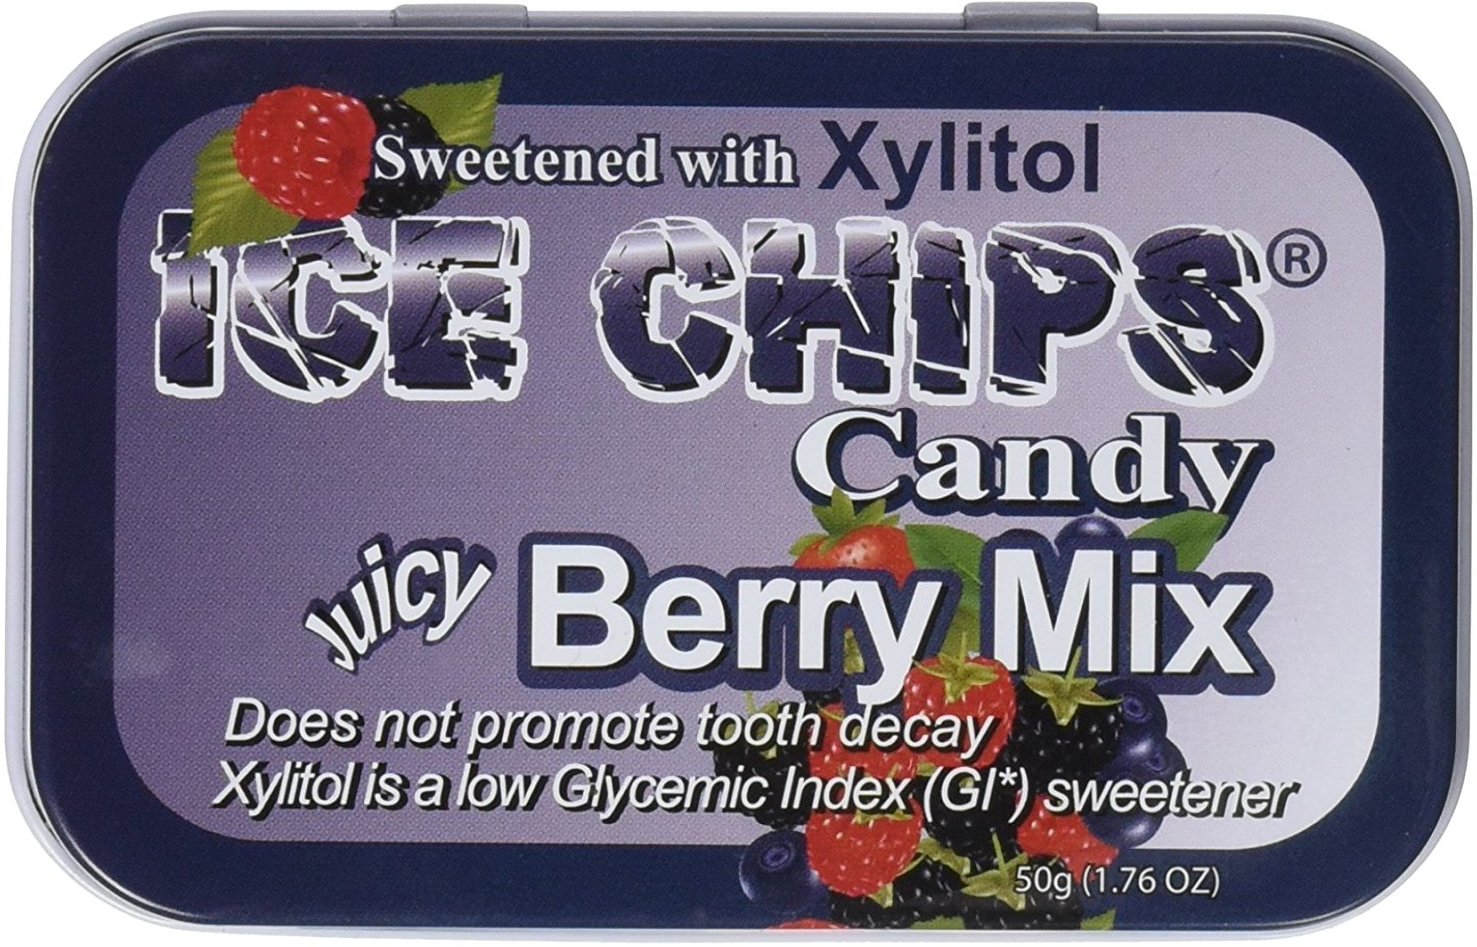 Sweetened with Xylitol
ICE CHIPS®
Candy
Juicy Berry Mix
Does not promote tooth decay
Xylitol is a low Glycemic Index (GI*) sweetener
50g (1.76 OZ)